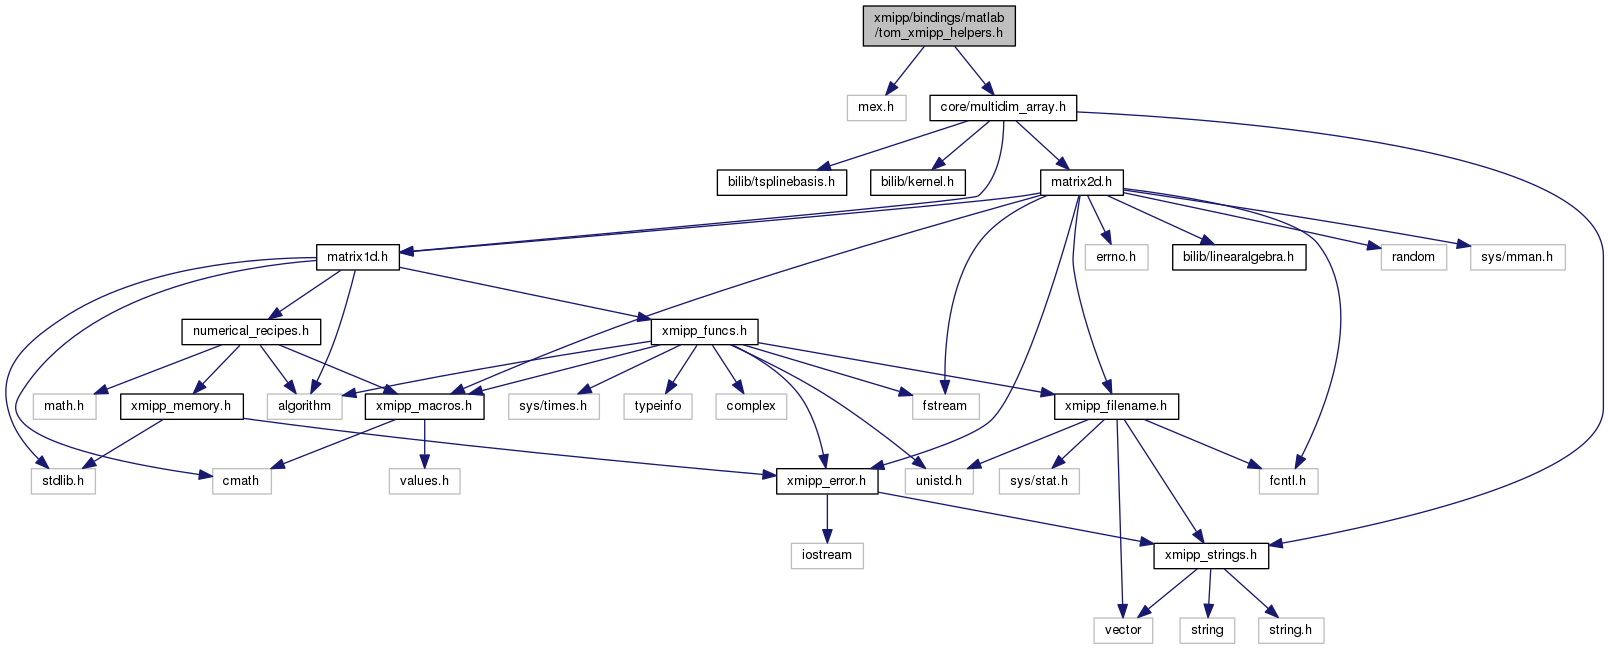 xmipp/bindings/matlab
/tom_xmipp_helpers.h
mex.h
core/multidim_array.h
bilib/tsplinebasis.h
bilib/kernel.h
matrix2d.h
matrix1d.h
errno.h
bilib/linearalgebra.h
random
sys/mman.h
numerical_recipes.h
xmipp_funcs.h
math.h
xmipp_memory.h
algorithm
xmipp_macros.h
sys/times.h
typeinfo
complex
fstream
xmipp_filename.h
stdlib.h
cmath
values.h
xmipp_error.h
unistd.h
sys/stat.h
fcntl.h
iostream
xmipp_strings.h
vector
string
string.h